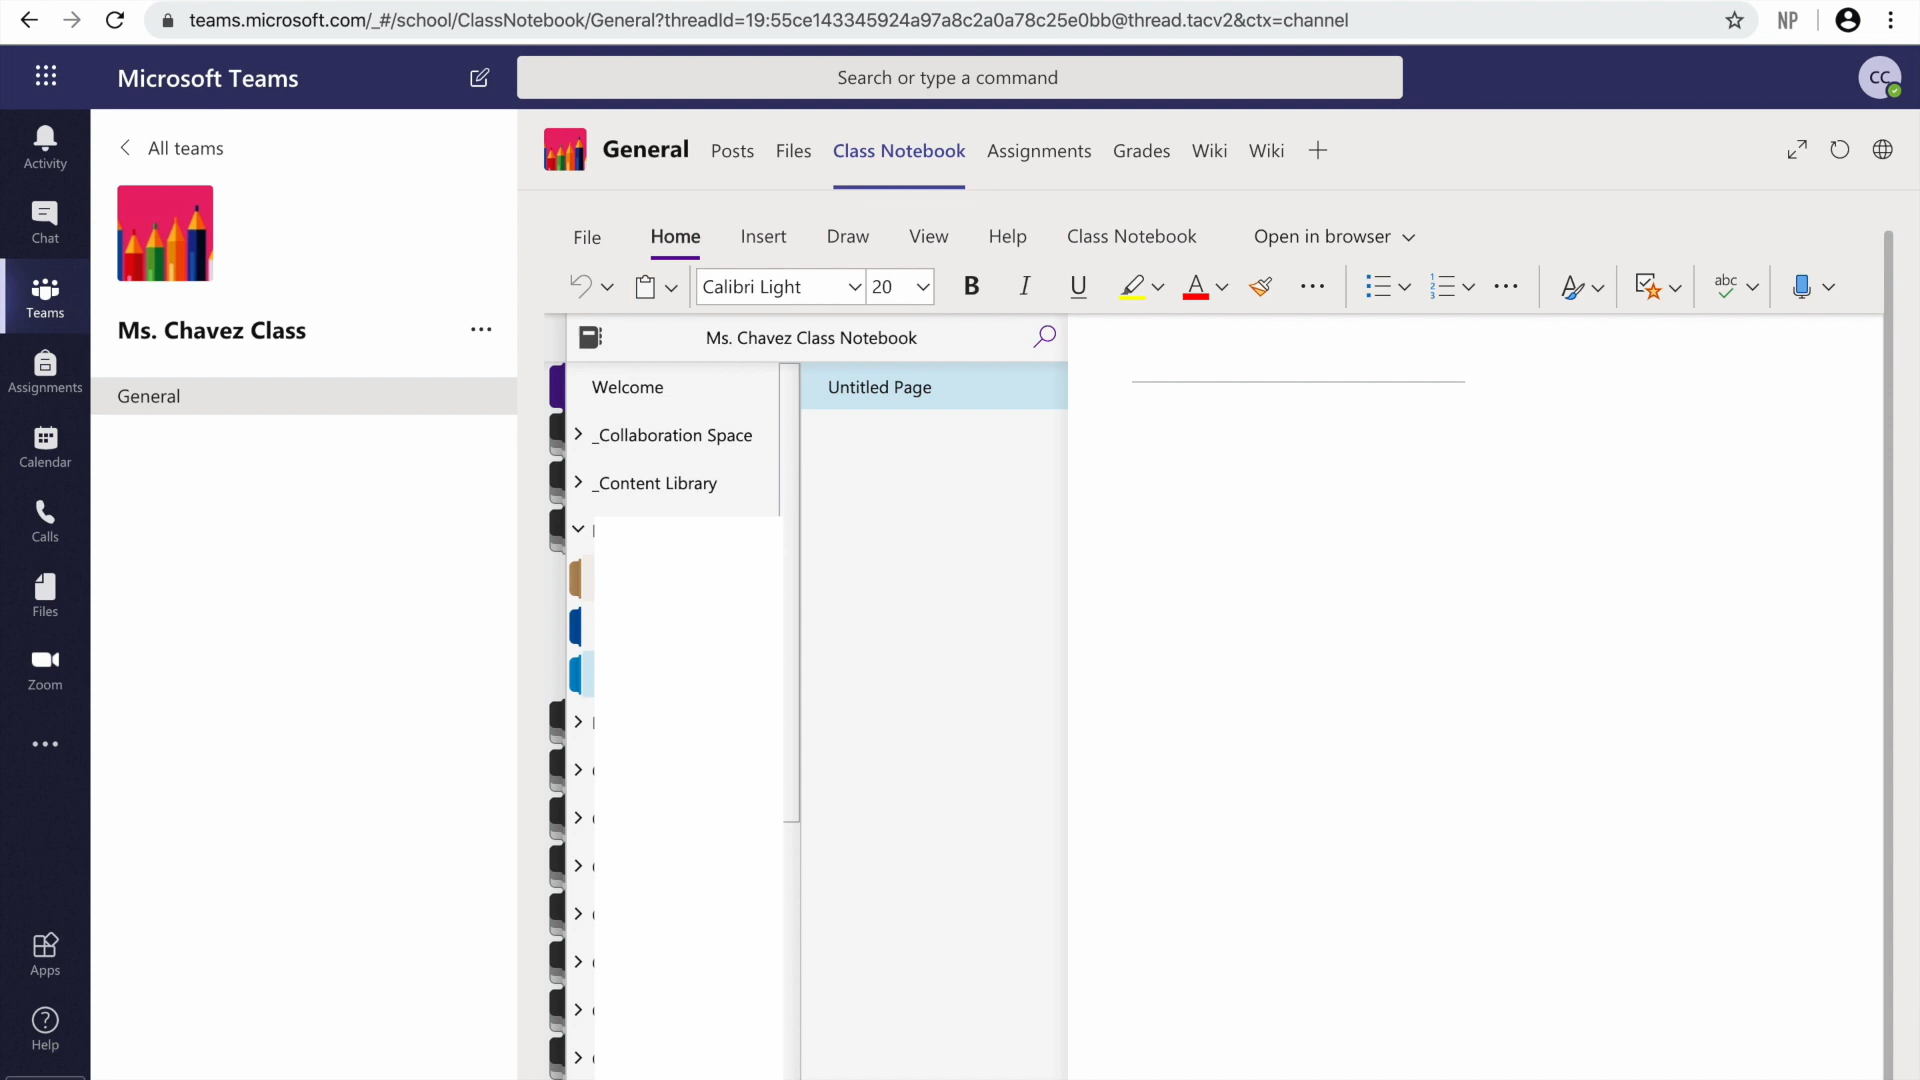 teams.microsoft.com/_#/school/ClassNotebook/General?threadId=19:55ce143345924a97a8c2a0a78c25e0bb@thread.tacv2&ctx=channel
NP
Microsoft Teams
Search or type a command
CC
Activity
Chat
Teams
Assignments
Calendar
Calls
Files
Zoom
Apps
Help
All teams
Ms. Chavez Class
General
General Posts Files Class Notebook Assignments Grades Wiki Wiki
File Home Insert Draw View Help Class Notebook Open in browser
Calibri Light 20 B I U A abc
Ms. Chavez Class Notebook
Welcome
_Collaboration Space
_Content Library
Untitled Page